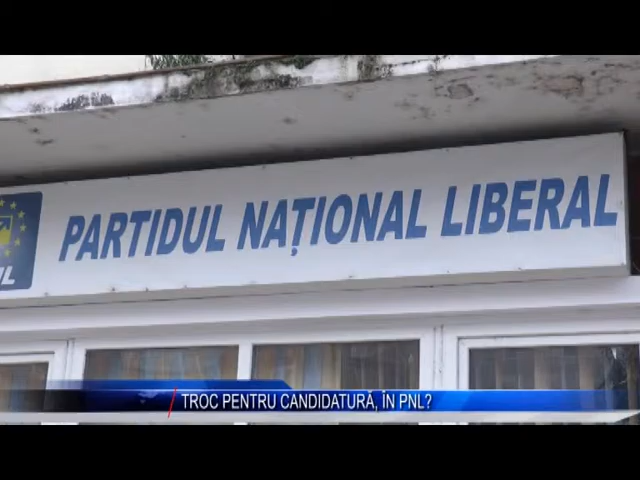 PARTIDUL NAȚIONAL LIBERAL
TROC PENTRU CANDIDATURĂ, ÎN PNL?